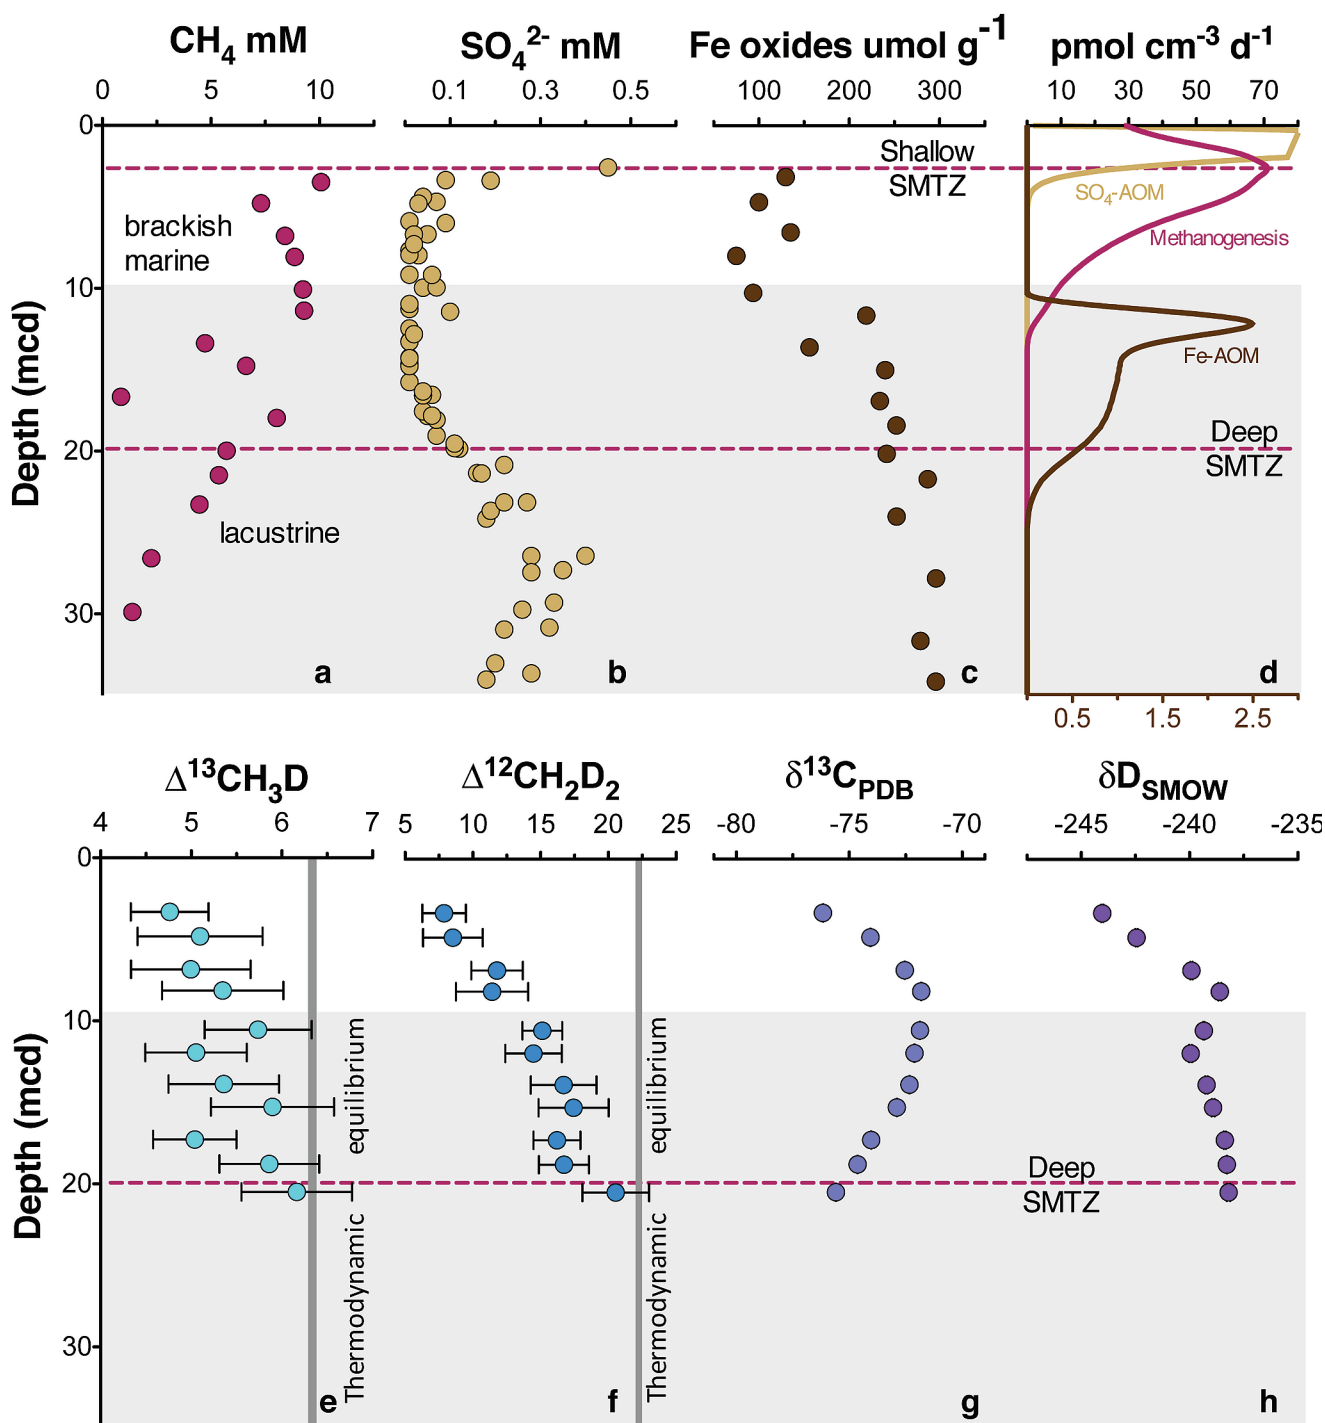 CH4 mM SO4 2- mM Fe oxides umol g-1 pmol cm-3 d-1
0 5 10 0.1 0.3 0.5 100 200 300 10 30 50 70
0
Shallow
SMTZ
SO4-AOM
brackish
marine
Methanogenesis
10
Fe-AOM
Depth (mcd)
Deep
20
SMTZ
lacustrine
30
a b c d
0.5 1.5 2.5
Δ13CH3D Δ12CH2D2 δ13CPDB δDSMOW
4 5 6 7 5 10 15 20 25 -80 -75 -70 -245 -240 -235
0
10
equilibrium equilibrium
Depth (mcd)
Deep
20
SMTZ
Thermodynamic Thermodynamic
30
e f g h